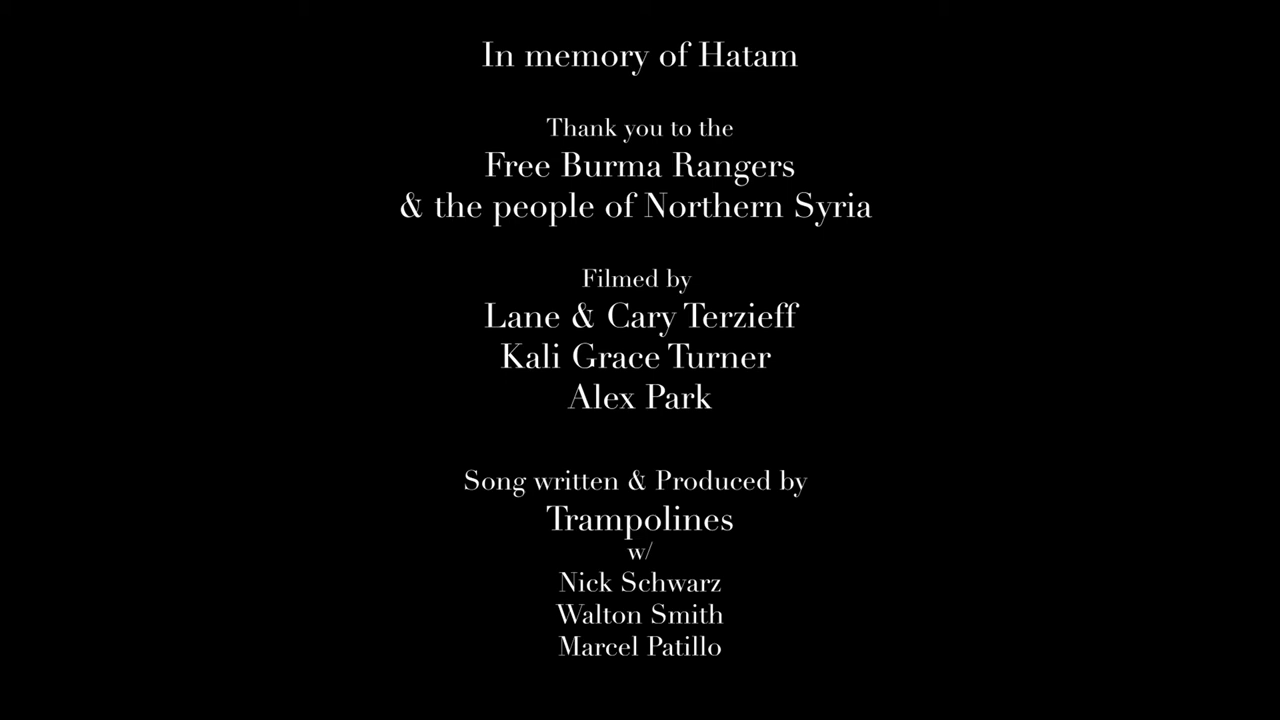 In memory of Hatam
Thank you to the
Free Burma Rangers
& the people of Northern Syria
Filmed by
Lane & Cary Terzieff
Kali Grace Turner
Alex Park
Song written & Produced by
Trampolines
w/
Nick Schwarz
Walton Smith
Marcel Patillo